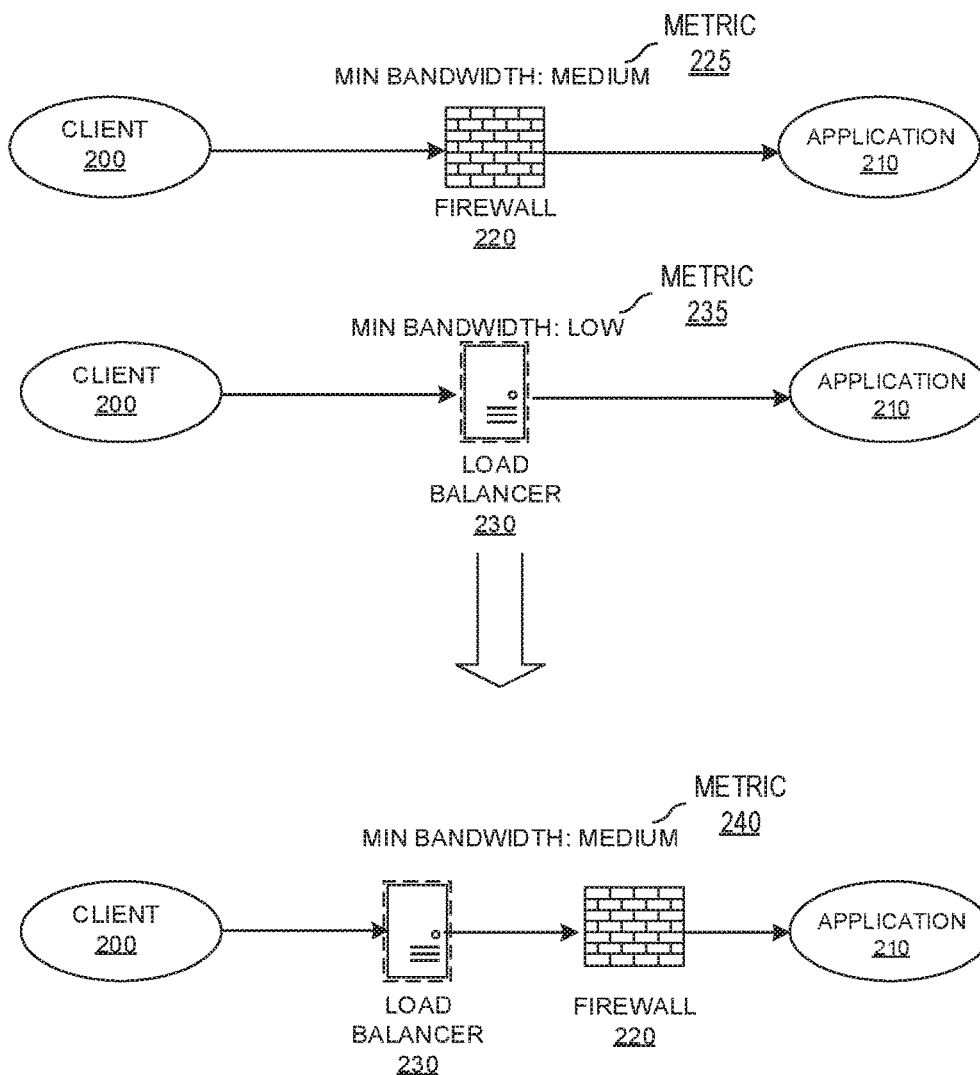 METRIC
225
MIN BANDWIDTH: MEDIUM
CLIENT
200
APPLICATION
210
FIREWALL
220
METRIC
235
MIN BANDWIDTH: LOW
CLIENT
200
APPLICATION
210
LOAD
BALANCER
230
METRIC
240
MIN BANDWIDTH: MEDIUM
CLIENT
200
APPLICATION
210
LOAD
BALANCER
230
FIREWALL
220